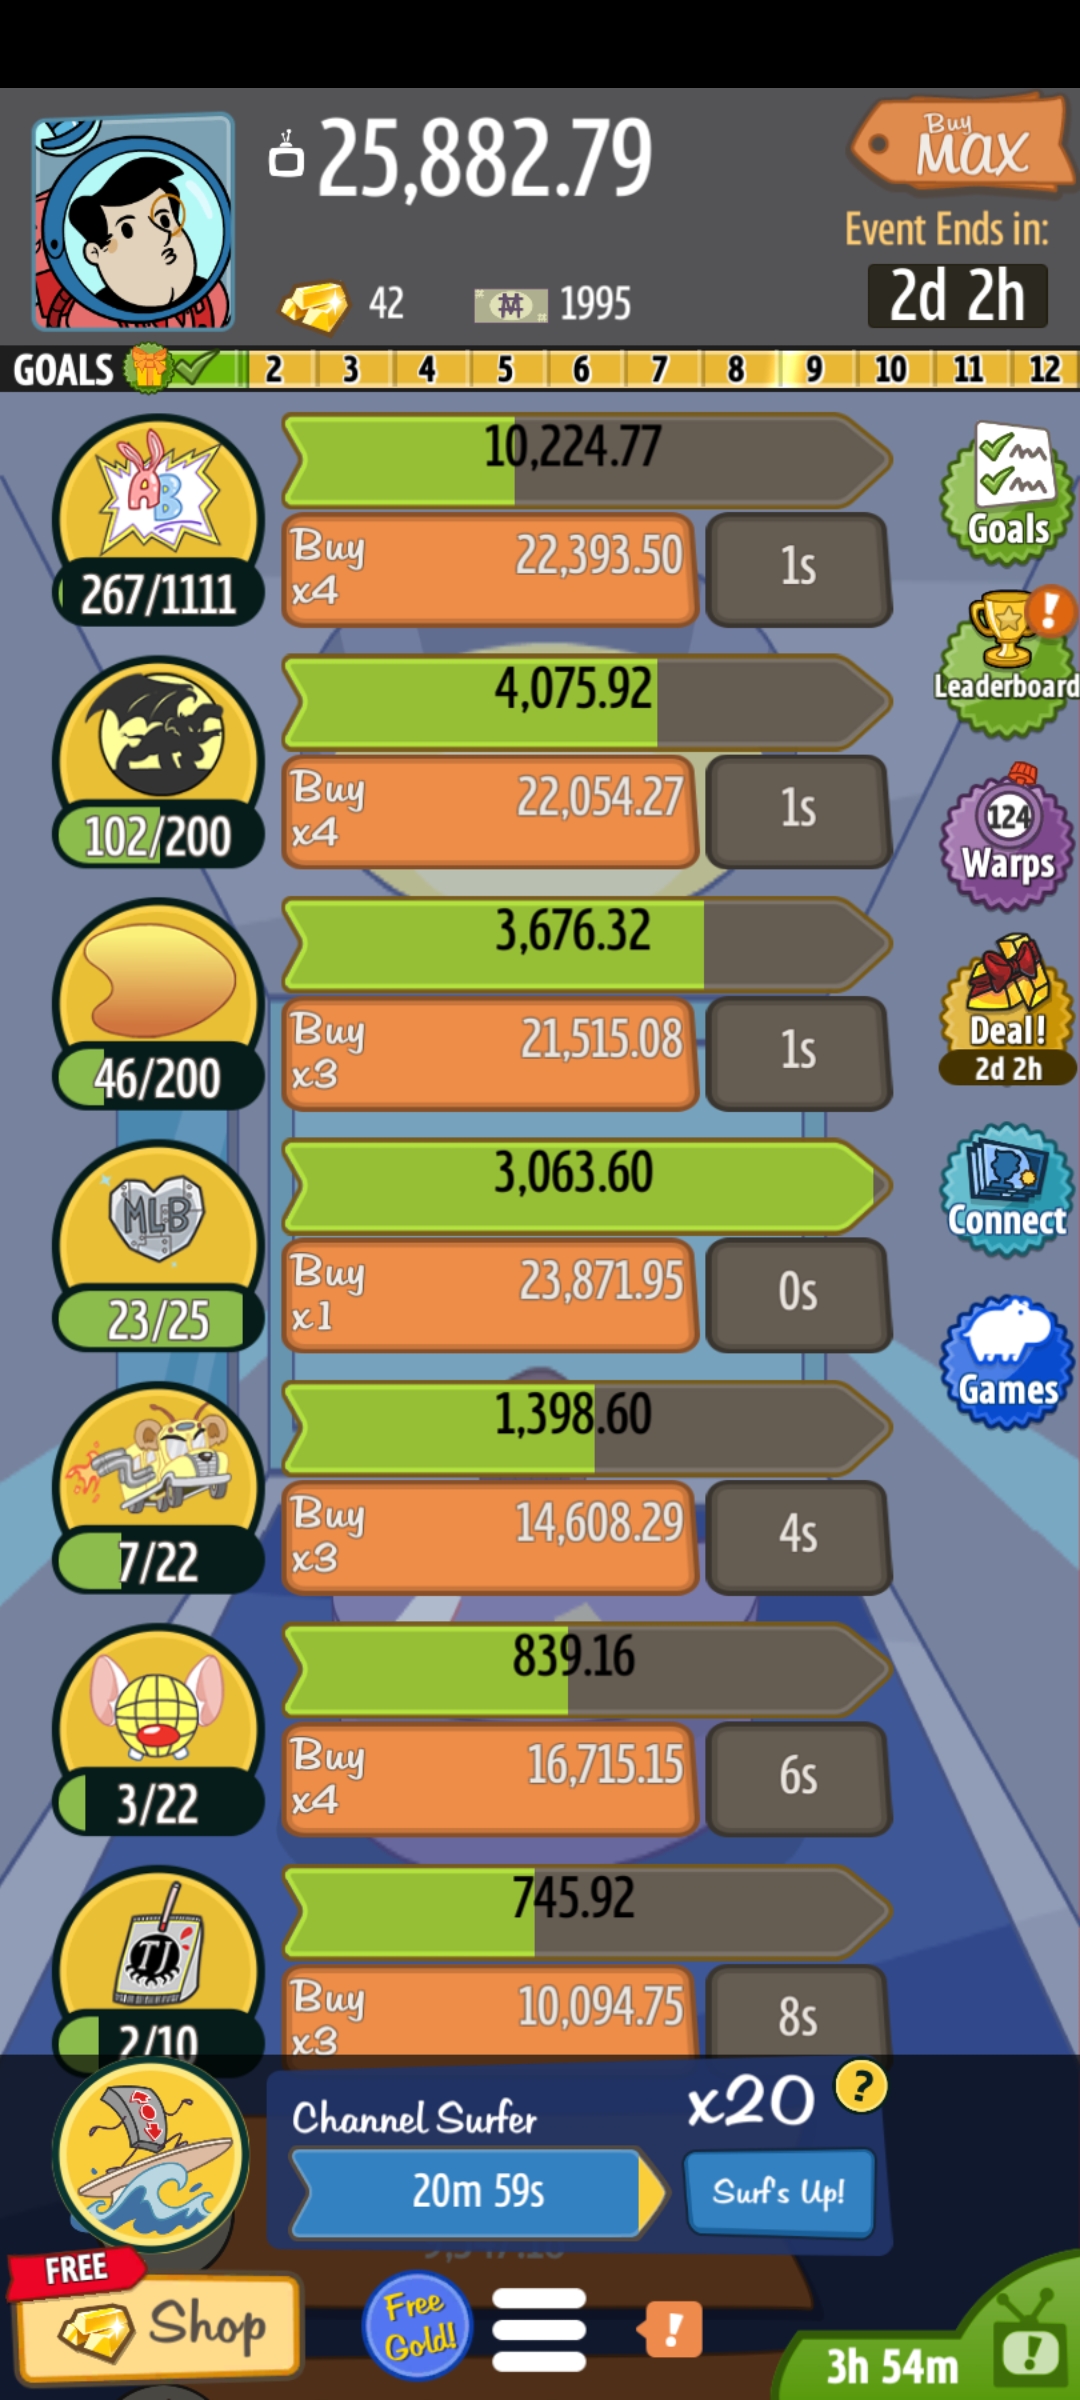 25,882.79
Buy
MAX
Event Ends in:
2d 2h
42
1995
GOALS 2 3 4 5 6 7 8 9 10 11 12
AB
267/1111
10,224.77
Buy
x4
22,393.50
1s
Goals
102/200
4,075.92
Buy
x4
22,054.27
1s
!
Leaderboard
46/200
3,676.32
Buy
x3
21,515.08
1s
124
Warps
Deal!
2d 2h
MLB
23/25
3,063.60
Buy
x1
23,871.95
0s
Connect
7/22
1,398.60
Buy
x3
14,608.29
4s
Games
3/22
839.16
Buy
x4
16,715.15
6s
TJ
2/10
745.92
Buy
x3
10,094.75
8s
Channel Surfer
x20
?
20m 59s
Surf's Up!
FREE
Shop
Free
Gold!
!
3h 54m
!